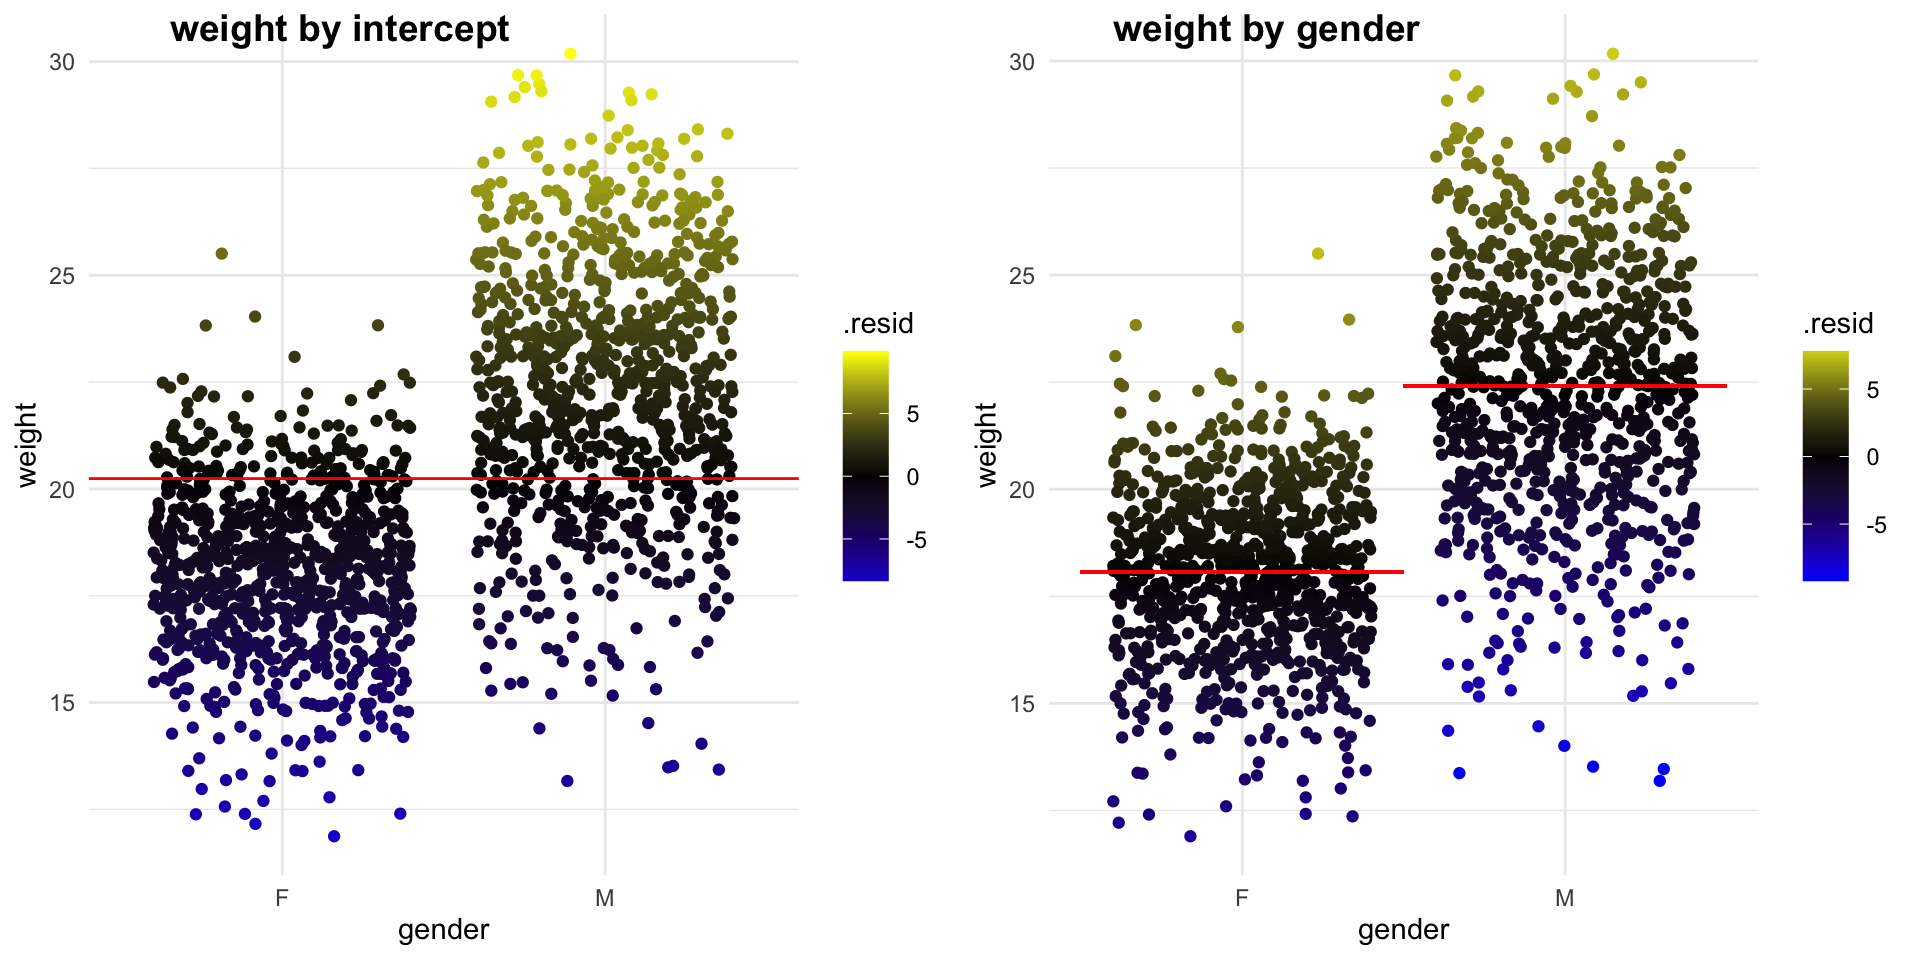 weight by intercept
30
25
20
15
weight
F
M
gender
.resid
5
0
-5
weight by gender
30
25
20
15
weight
F
M
gender
.resid
5
0
-5